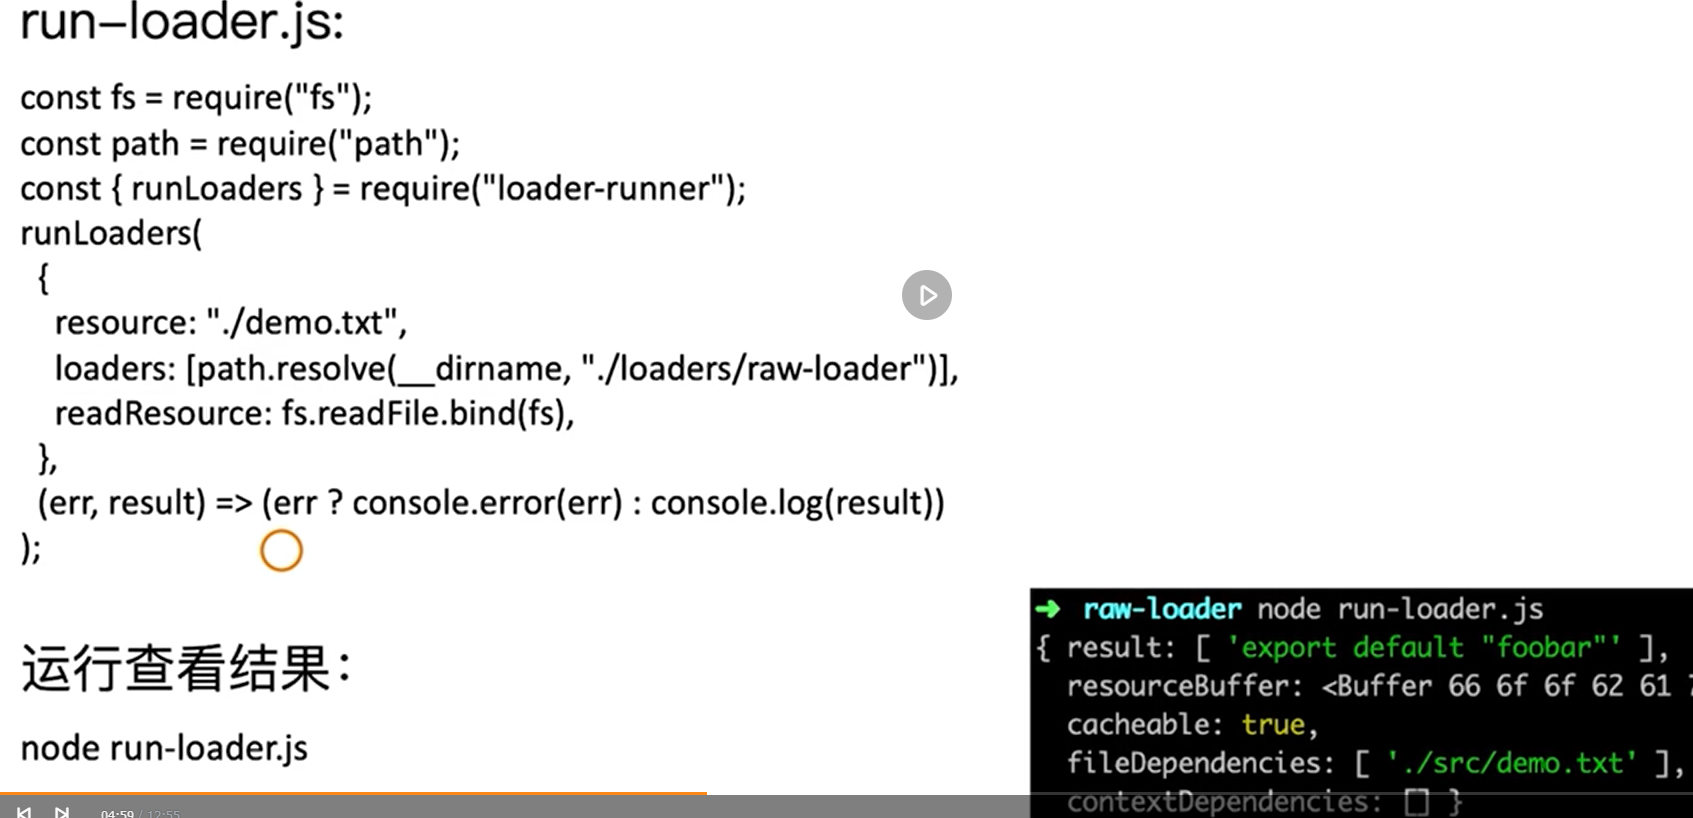 run-loader.js:
const fs = require("fs");
const path = require("path");
const { runLoaders } = require("loader-runner");
runLoaders(
{
resource: "./demo.txt",
loaders: [path.resolve(__dirname, "./loaders/raw-loader")],
readResource: fs.readFile.bind(fs),
},
(err, result) => (err ? console.error(err) : console.log(result))
);
运行查看结果：
node run-loader.js
➜ raw-loader node run-loader.js
{ result: [ 'export default "foobar"' ],
resourceBuffer: <Buffer 66 6f 6f 62 61
cacheable: true,
fileDependencies: [ './src/demo.txt' ],
contextDependencies: [] }
04:59 / 12:55